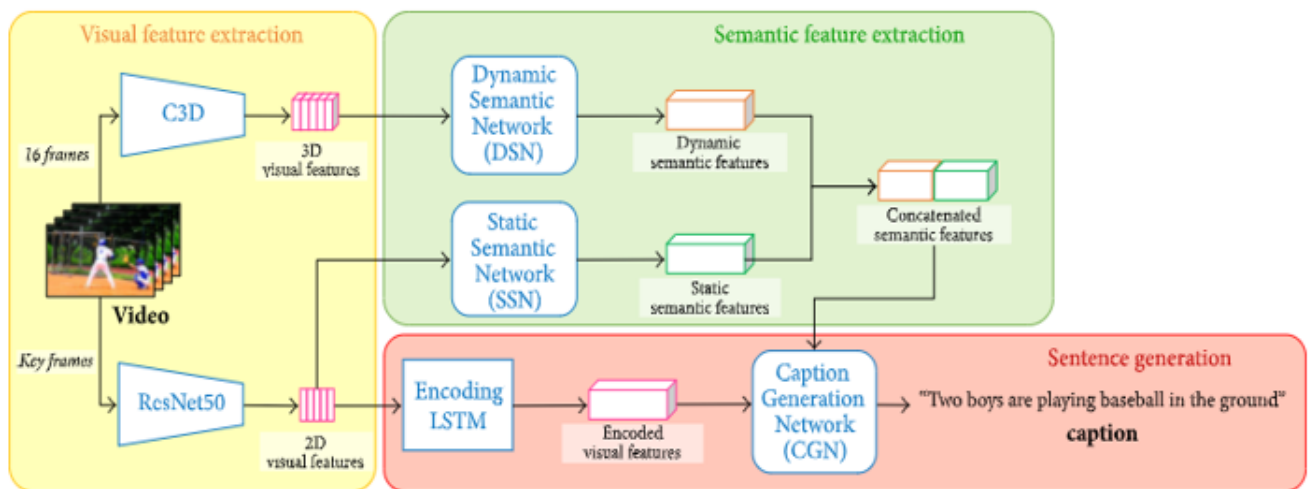 Visual feature extraction
Semantic feature extraction
C3D
16 frames
3D
visual features
Dynamic
Semantic
Network
(DSN)
Dynamic
semantic features
Concatenated
semantic features
Static
Semantic
Network
(SSN)
Static
semantic features
Video
Key frames
ResNet50
2D
visual features
Sentence generation
Encoding
LSTM
Encoded
visual features
Caption
Generation
Network
(CGN)
"Two boys are playing baseball in the ground"
caption